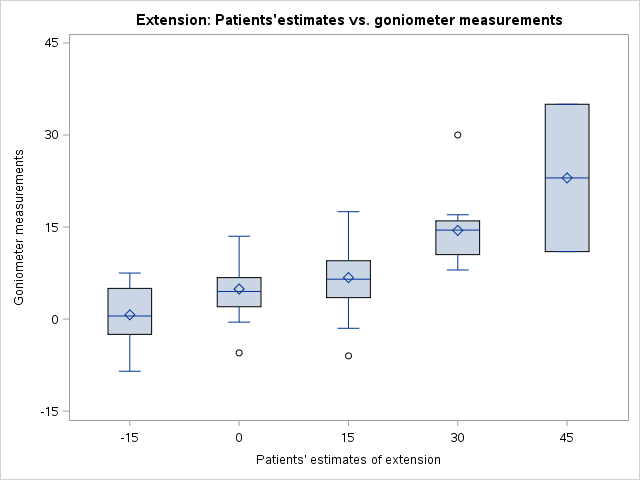 Extension: Patients'estimates vs. goniometer measurements
Goniometer measurements
45
30
15
0
-15
-15 0 15 30 45
Patients' estimates of extension